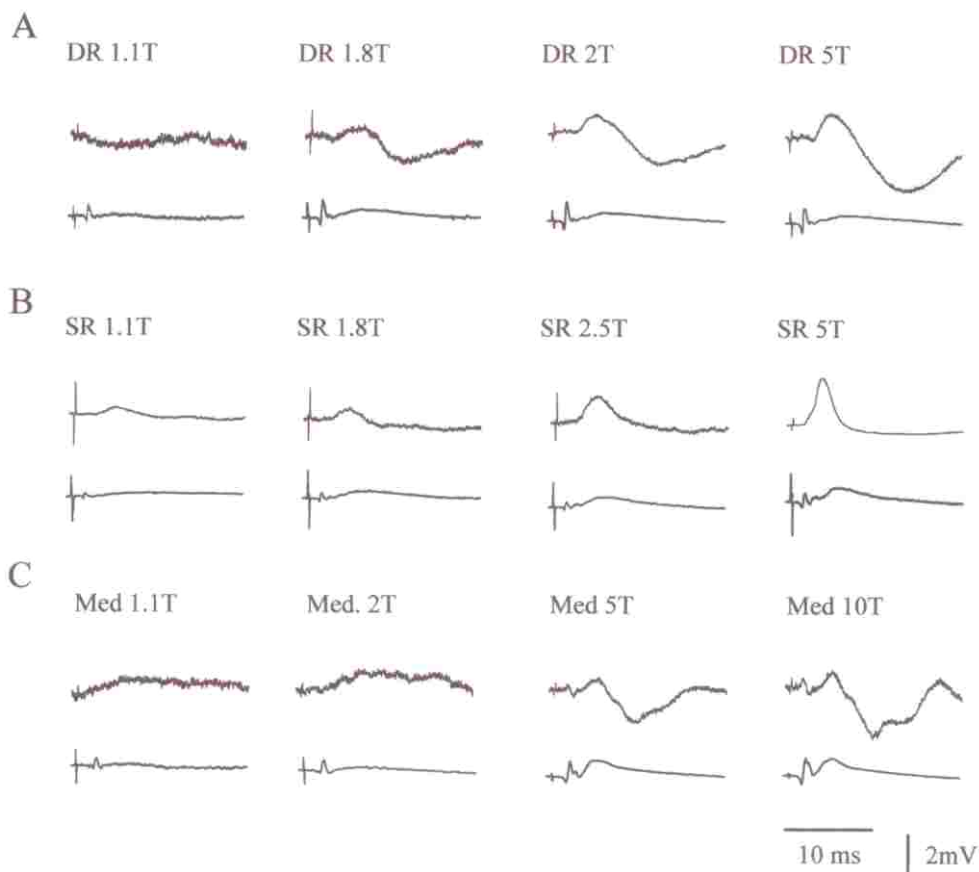 A
DR 1.1T DR 1.8T DR 2T DR 5T
B
SR 1.1T SR 1.8T SR 2.5T SR 5T
C
Med 1.1T Med. 2T Med 5T Med 10T
10 ms 2mV